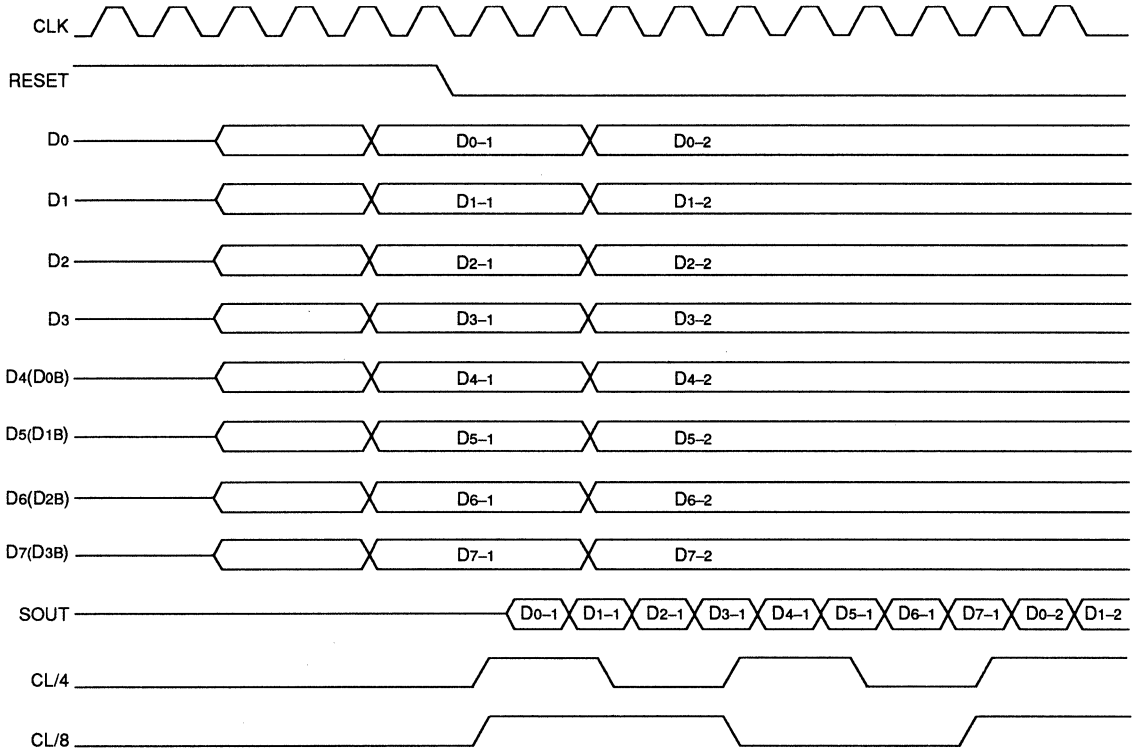 CLK
RESET
D0 D0–1 D0–2
D1 D1–1 D1–2
D2 D2–1 D2–2
D3 D3–1 D3–2
D4(D0B) D4–1 D4–2
D5(D1B) D5–1 D5–2
D6(D2B) D6–1 D6–2
D7(D3B) D7–1 D7–2
SOUT D0–1 D1–1 D2–1 D3–1 D4–1 D5–1 D6–1 D7–1 D0–2 D1–2
CL/4
CL/8